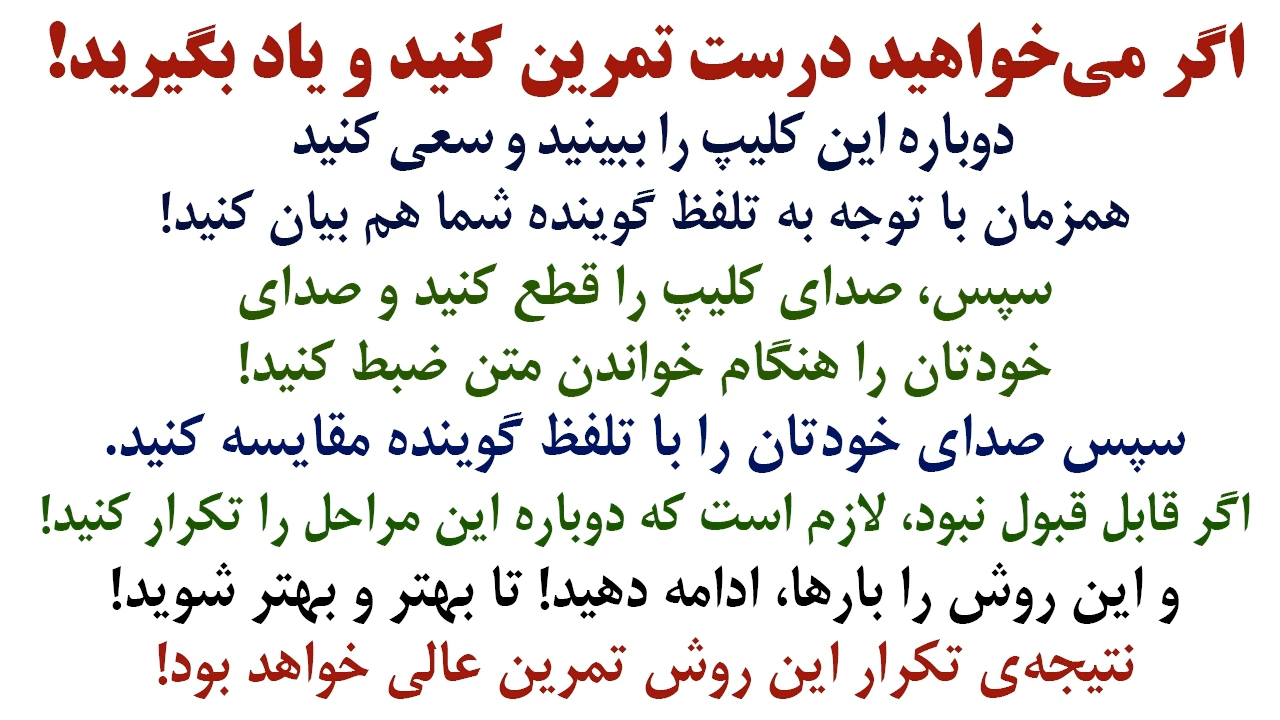 اگر می‌خواهید درست تمرین کنید و یاد بگیرید!
دوباره این کلیپ را ببینید و سعی کنید
همزمان با توجه به تلفظ گوینده شما هم بیان کنید!
سپس، صدای کلیپ را قطع کنید و صدای
خودتان را هنگام خواندن متن ضبط کنید!
سپس صدای خودتان را با تلفظ گوینده مقایسه کنید.
اگر قابل قبول نبود، لازم است که دوباره این مراحل را تکرار کنید!
و این روش را بارها، ادامه دهید! تا بهتر و بهتر شوید!
نتیجه‌ی تکرار این روش تمرین عالی خواهد بود!